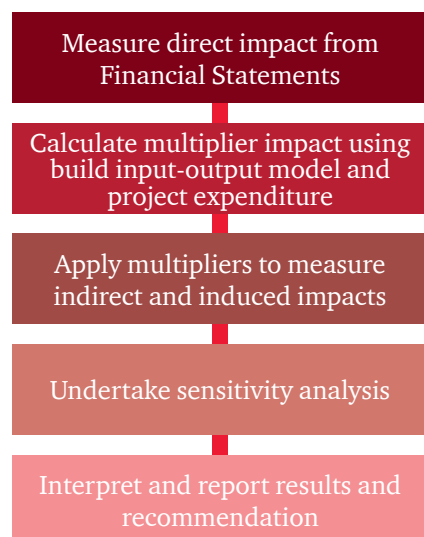 Measure direct impact from
Financial Statements
Calculate multiplier impact using
build input-output model and
project expenditure
Apply multipliers to measure
indirect and induced impacts
Undertake sensitivity analysis
Interpret and report results and
recommendation